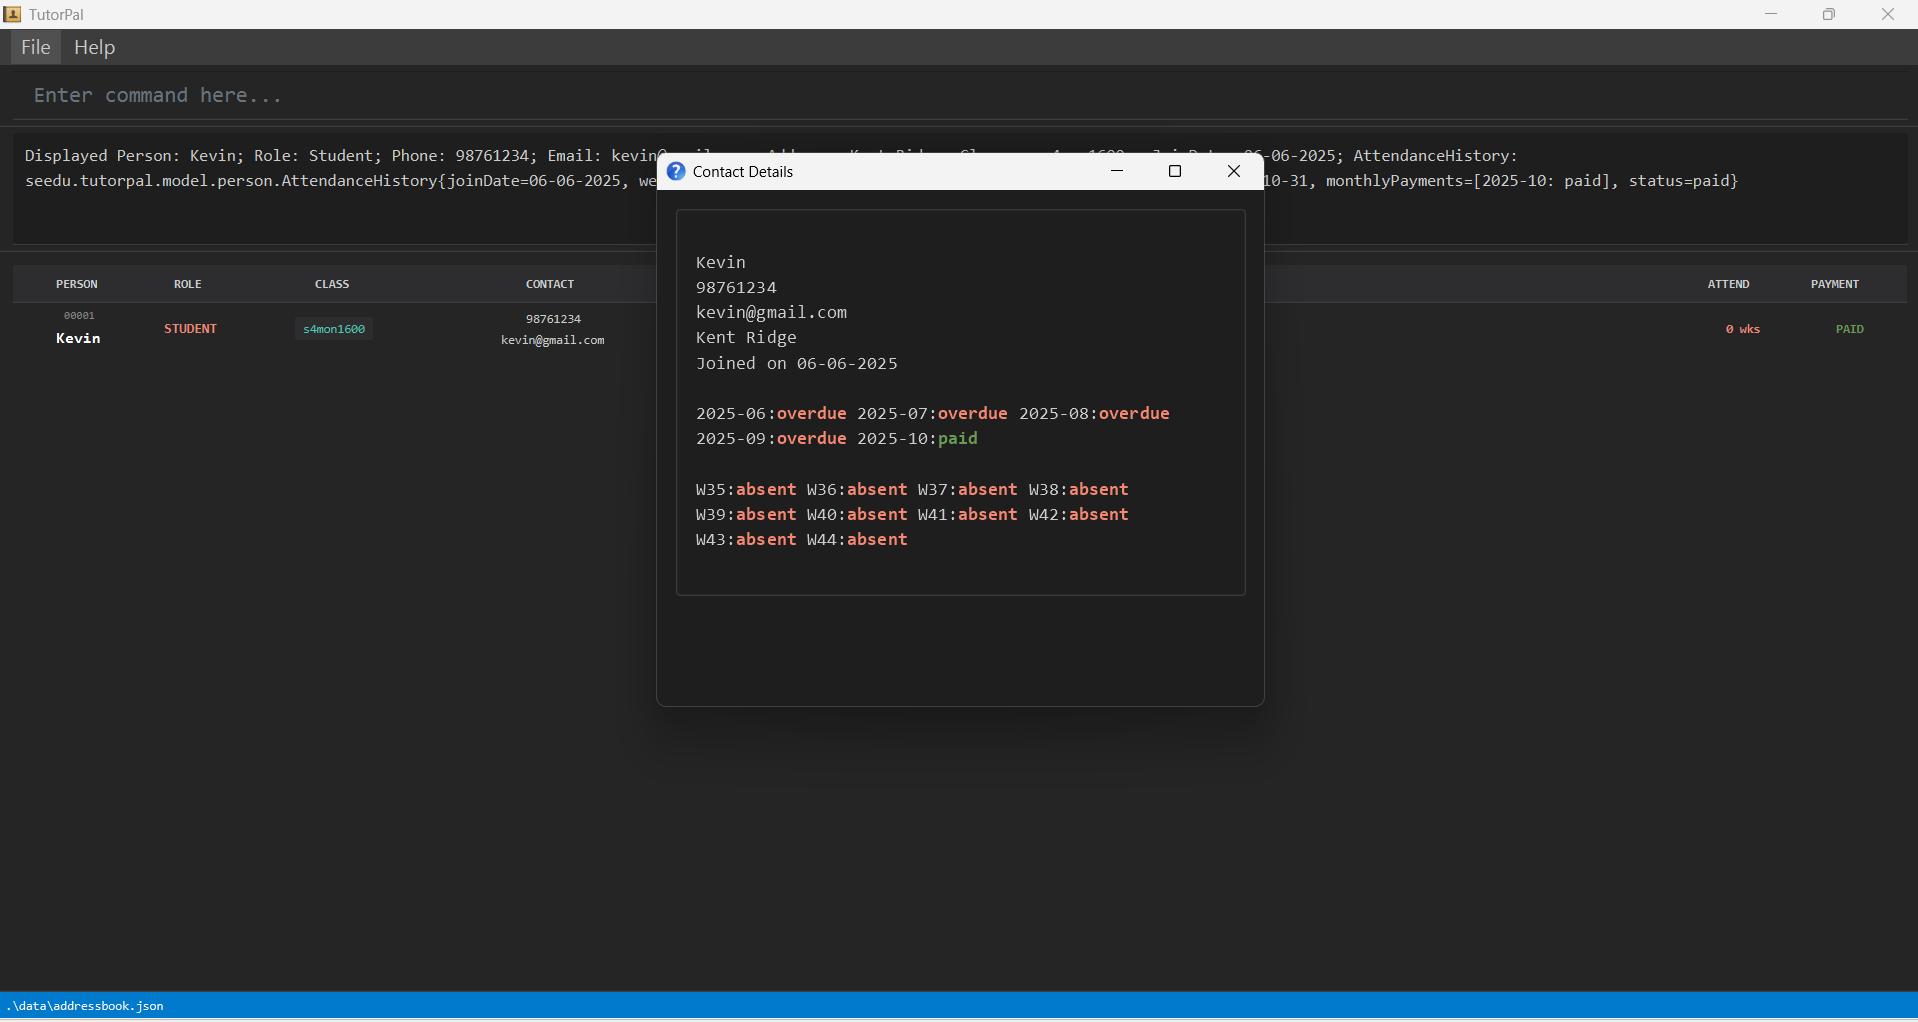 TutorPal
File Help
Enter command here...
Displayed Person: Kevin; Role: Student; Phone: 98761234; Email: -06-2025; AttendanceHistory:
seedu.tutorpal.model.person.AttendanceHistory{joinDate=06-06-2025, 10-31, monthlyPayments=[2025-10: paid], status=paid}
PERSON ROLE CLASS CONTACT ATTEND PAYMENT
00001
Kevin
STUDENT
s4mon1600
98761234
kevin@gmail.com
0 wks
PAID
Contact Details
Kevin
98761234
kevin@gmail.com
Kent Ridge
Joined on 06-06-2025
2025-06:overdue 2025-07:overdue 2025-08:overdue
2025-09:overdue 2025-10:paid
W35:absent W36:absent W37:absent W38:absent
W39:absent W40:absent W41:absent W42:absent
W43:absent W44:absent
.\data\addressbook.json